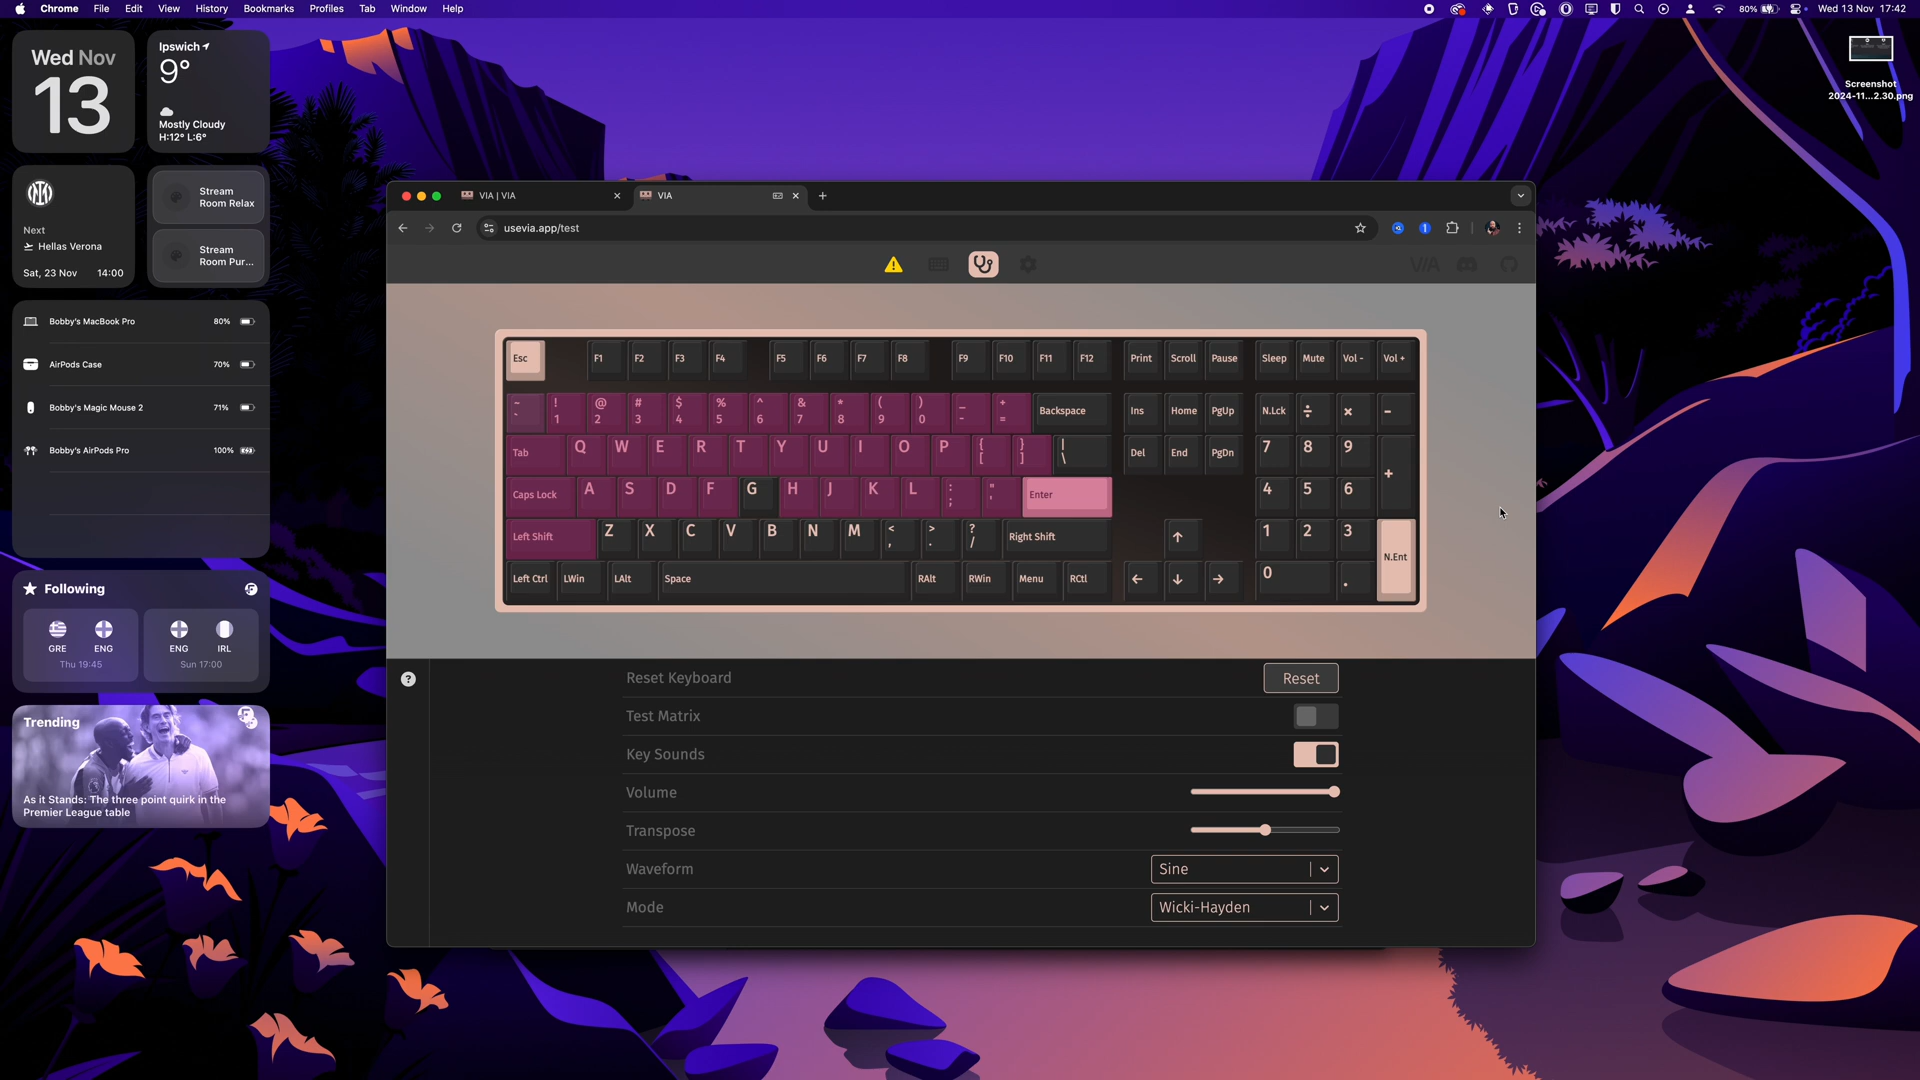 Chrome File Edit View History Bookmarks Profiles Tab Window Help
80% Wed 13 Nov 17:42
Wed Nov
13
Ipswich
9°
Mostly Cloudy
H:12° L:6°
Next
Hellas Verona
Sat, 23 Nov 14:00
Stream
Room Relax
Stream
Room Pur...
Bobby's MacBook Pro 80%
AirPods Case 70%
Bobby's Magic Mouse 2 71%
Bobby's AirPods Pro 100%
Following
GRE ENG ENG IRL
Thu 19:45 Sun 17:00
Trending
As it Stands: The three point quirk in the
Premier League table
Screenshot
2024-11...2.30.png
VIA | VIA
VIA
usevia.app/test
VIA
Esc F1 F2 F3 F4 F5 F6 F7 F8 F9 F10 F11 F12 Print Scroll Pause Sleep Mute Vol - Vol +
~ ! @ # $ % ^ & * ( ) _ +
` 1 2 3 4 5 6 7 8 9 0 - = Backspace Ins Home PgUp N.Lck ÷ × -
Tab Q W E R T Y U I O P { } | Del End PgDn 7 8 9 +
[ ] \
Caps Lock A S D F G H J K L : " Enter 4 5 6
; '
Left Shift Z X C V B N M < > ? Right Shift ↑ 1 2 3 N.Ent
, . /
Left Ctrl LWin LAlt Space RAlt RWin Menu RCtl ← ↓ → 0 .
Reset Keyboard Reset
Test Matrix
Key Sounds
Volume
Transpose
Waveform Sine
Mode Wicki-Hayden